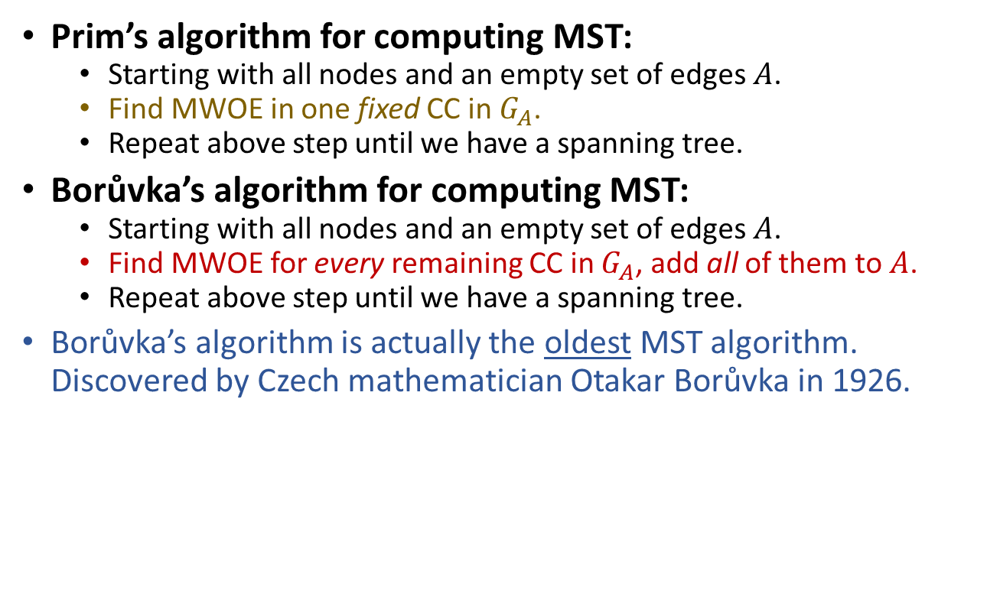 • Prim’s algorithm for computing MST:
• Starting with all nodes and an empty set of edges A.
• Find MWOE in one fixed CC in G_A.
• Repeat above step until we have a spanning tree.
• Borůvka’s algorithm for computing MST:
• Starting with all nodes and an empty set of edges A.
• Find MWOE for every remaining CC in G_A, add all of them to A.
• Repeat above step until we have a spanning tree.
• Borůvka’s algorithm is actually the oldest MST algorithm.
Discovered by Czech mathematician Otakar Borůvka in 1926.